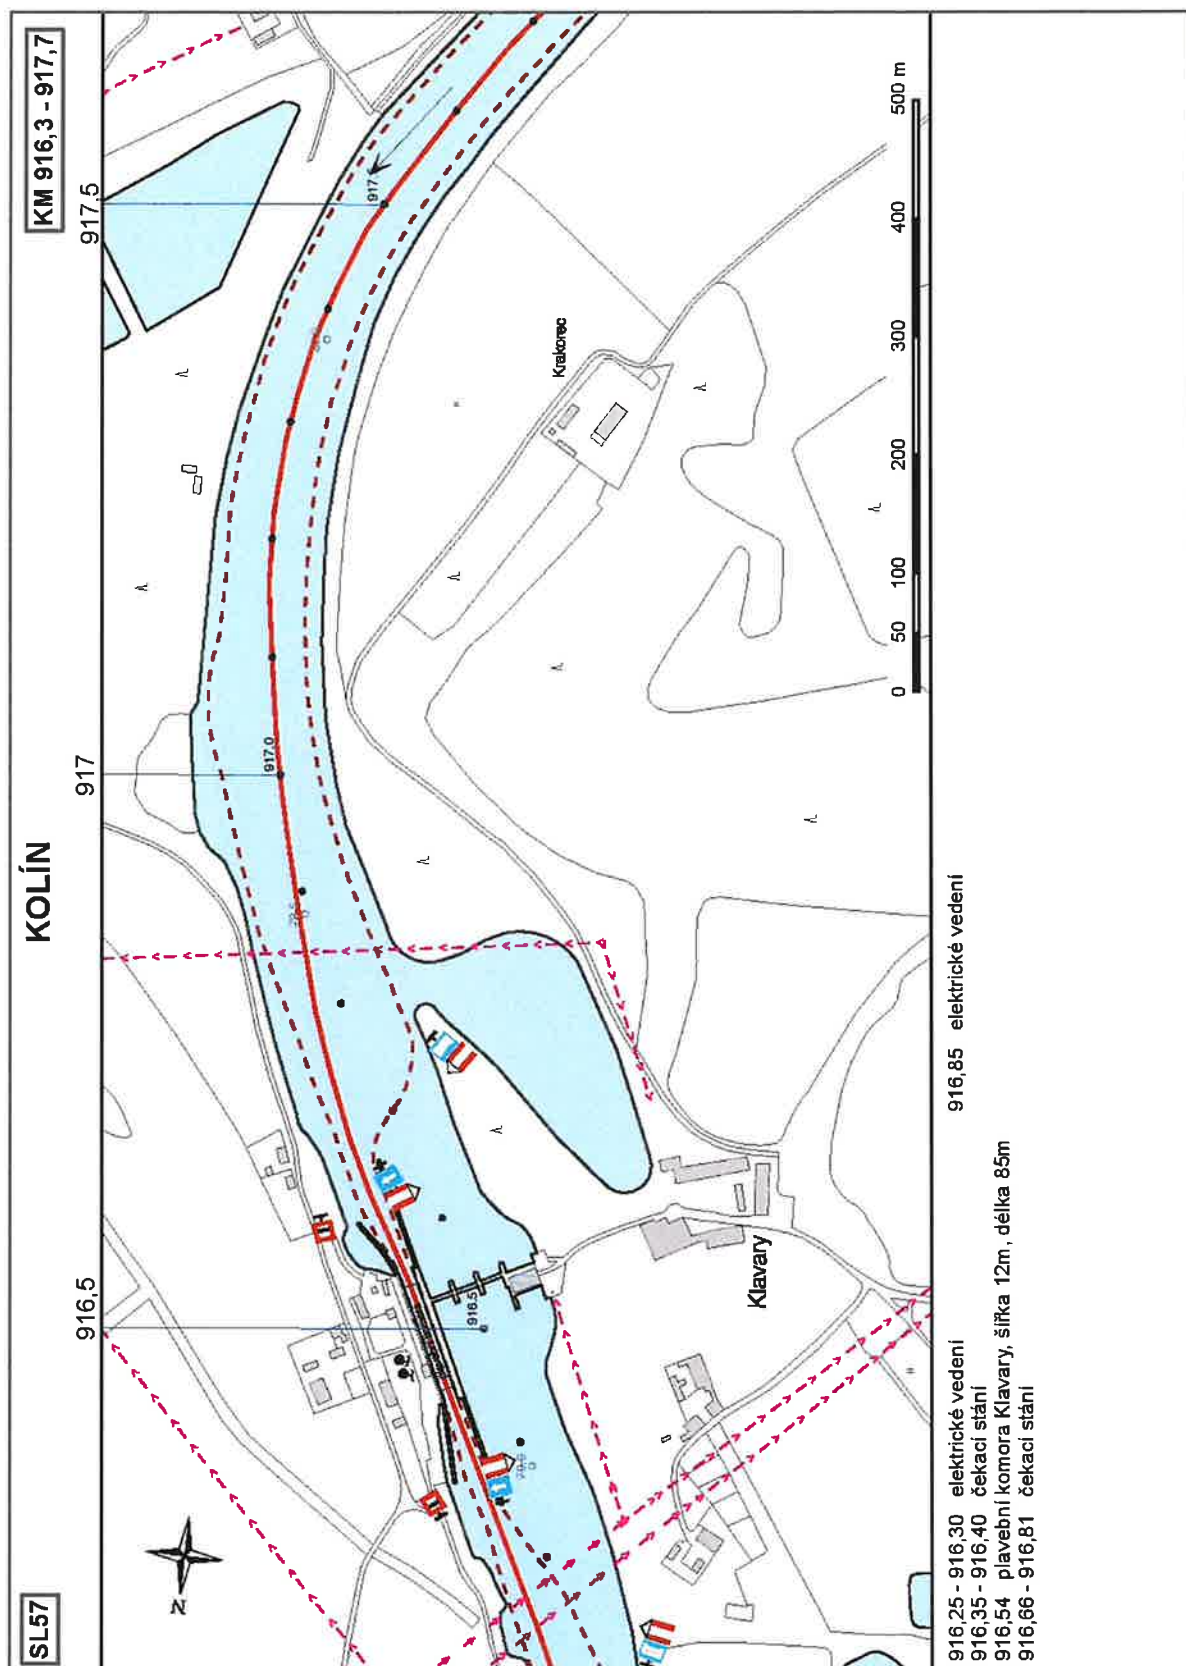 SL57
KOLÍN
KM 916,3 - 917,7
916,5
917
917,5
917,0
916,5
Krakorec
Klavary
N
0 50 100 200 300 400 500 m
916,25 - 916,30 elektrické vedení
916,35 - 916,40 čekací stání
916,54 plavební komora Klavary, šířka 12m, délka 85m
916,66 - 916,81 čekací stání
916,85 elektrické vedení